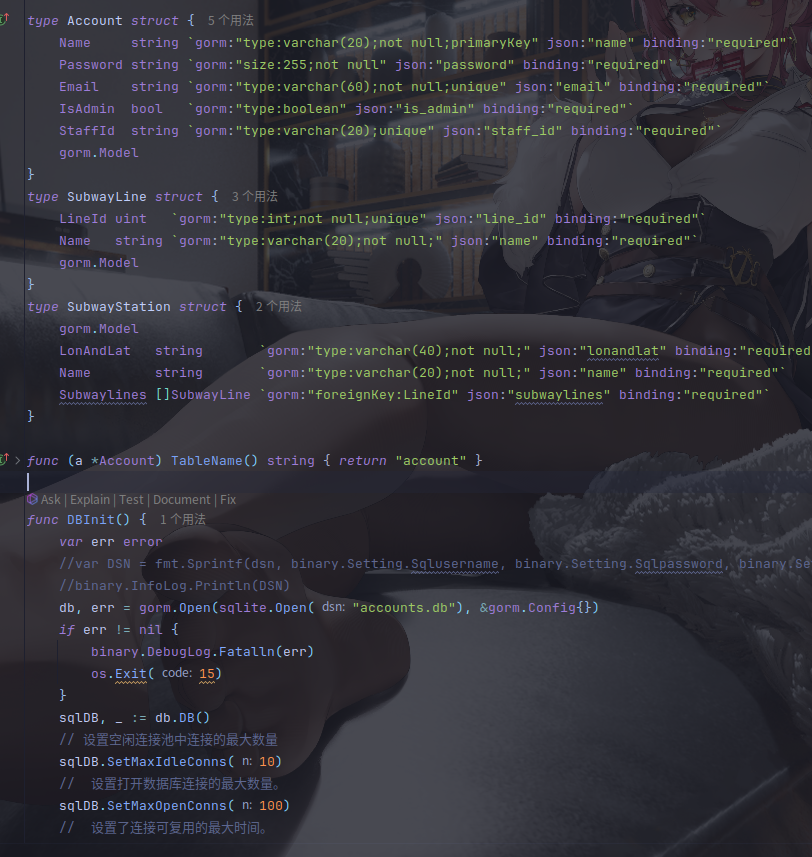 type Account struct { 5 个用法
    Name     string `gorm:"type:varchar(20);not null;primaryKey" json:"name" binding:"required"`
    Password string `gorm:"size:255;not null" json:"password" binding:"required"`
    Email    string `gorm:"type:varchar(60);not null;unique" json:"email" binding:"required"`
    IsAdmin  bool   `gorm:"type:boolean" json:"is_admin" binding:"required"`
    StaffId  string `gorm:"type:varchar(20);unique" json:"staff_id" binding:"required"`
    gorm.Model
}
type SubwayLine struct { 3 个用法
    LineId uint   `gorm:"type:int;not null;unique" json:"line_id" binding:"required"`
    Name   string `gorm:"type:varchar(20);not null;" json:"name" binding:"required"`
    gorm.Model
}
type SubwayStation struct { 2 个用法
    gorm.Model
    LonAndLat   string       `gorm:"type:varchar(40);not null;" json:"lonandlat" binding:"required
    Name        string       `gorm:"type:varchar(20);not null;" json:"name" binding:"required"`
    Subwaylines []SubwayLine `gorm:"foreignKey:LineId" json:"subwaylines" binding:"required"`
}
func (a *Account) TableName() string { return "account" }
Ask | Explain | Test | Document | Fix
func DBInit() { 1 个用法
    var err error
    //var DSN = fmt.Sprintf(dsn, binary.Setting.Sqlusername, binary.Setting.Sqlpassword, binary.Se
    //binary.InfoLog.Println(DSN)
    db, err = gorm.Open(sqlite.Open( dsn: "accounts.db"), &gorm.Config{})
    if err != nil {
        binary.DebugLog.Fatalln(err)
        os.Exit( code: 15)
    }
    sqlDB, _ := db.DB()
    // 设置空闲连接池中连接的最大数量
    sqlDB.SetMaxIdleConns( n: 10)
    //  设置打开数据库连接的最大数量。
    sqlDB.SetMaxOpenConns( n: 100)
    //  设置了连接可复用的最大时间。